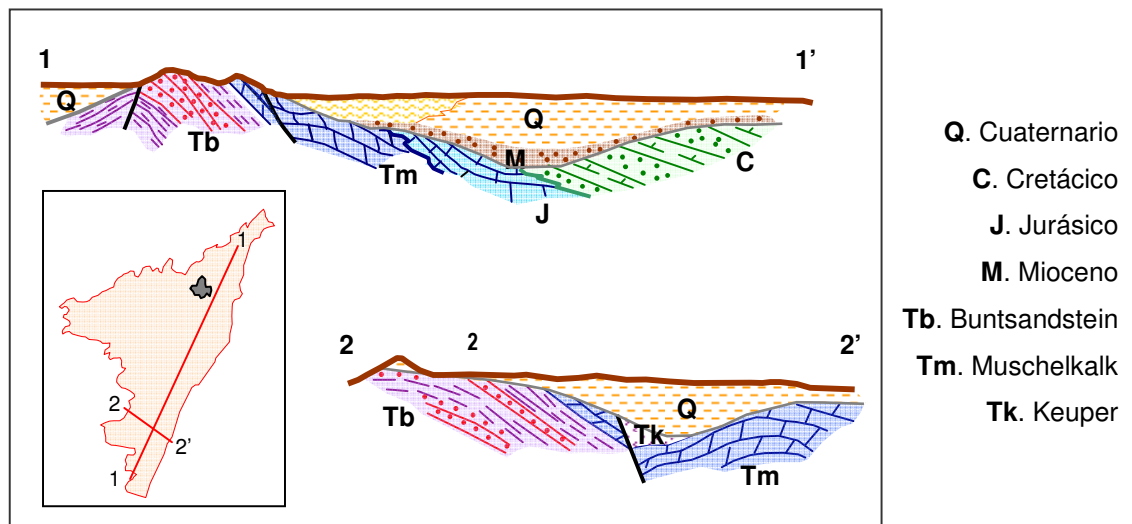 1 1’
Q
Tb
Q
Tm
M
C
J
1
2
2’
1
2 2 2’
Tb
Q
Tk
Tm
Q. Cuaternario
C. Cretácico
J. Jurásico
M. Mioceno
Tb. Buntsandstein
Tm. Muschelkalk
Tk. Keuper